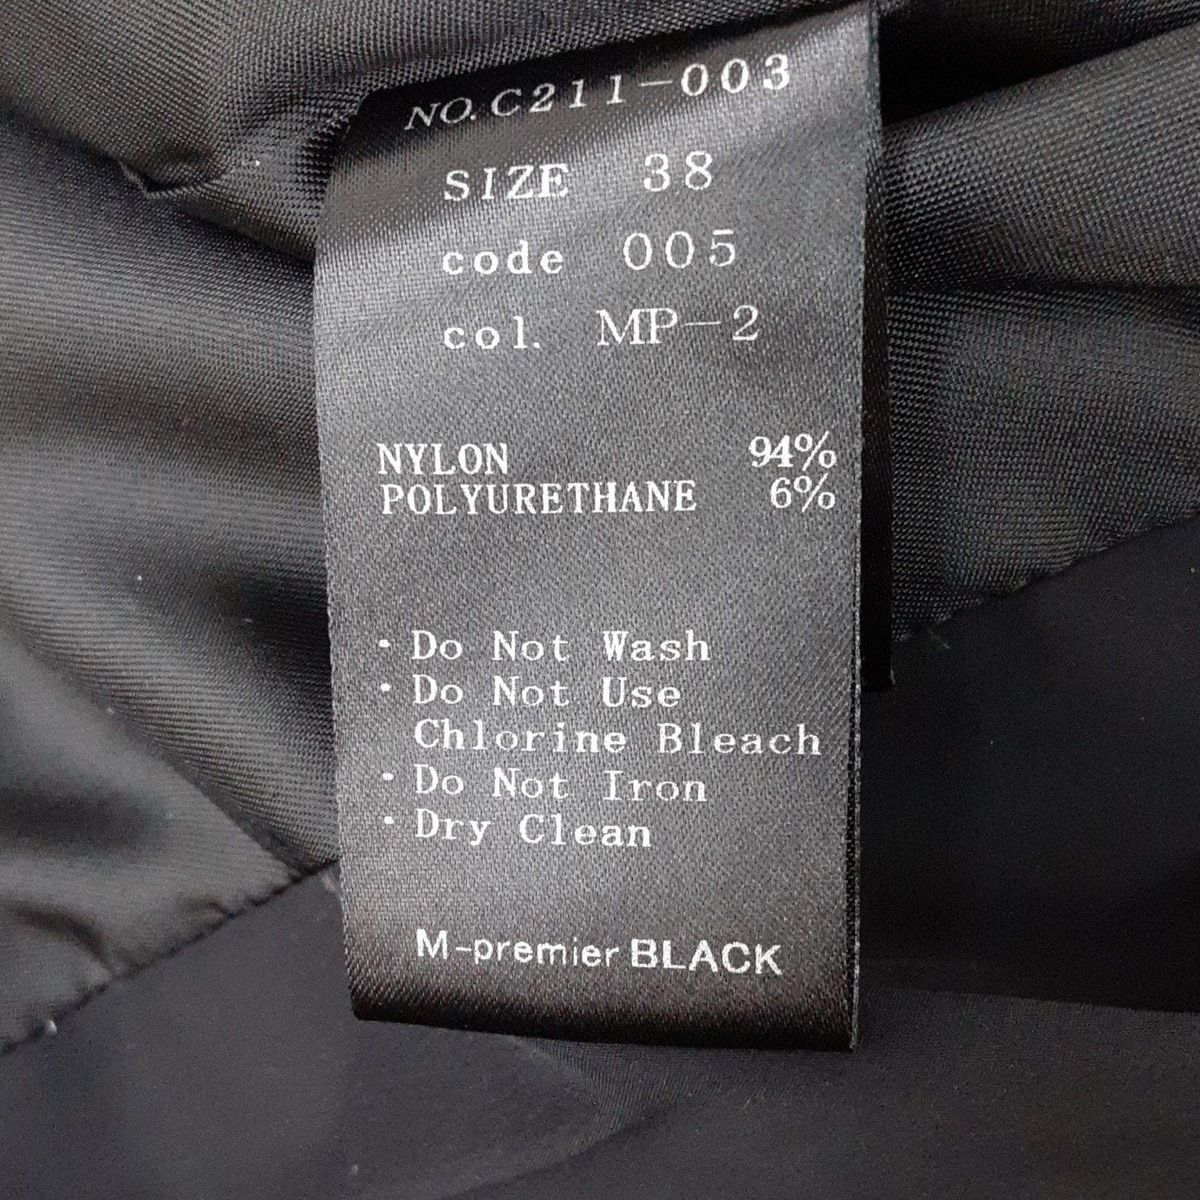 NO. C211-003
SIZE 38
code 005
col. MP-2
NYLON 94%
POLYURETHANE 6%
・Do Not Wash
・Do Not Use
Chlorine Bleach
・Do Not Iron
・Dry Clean
M-premier BLACK